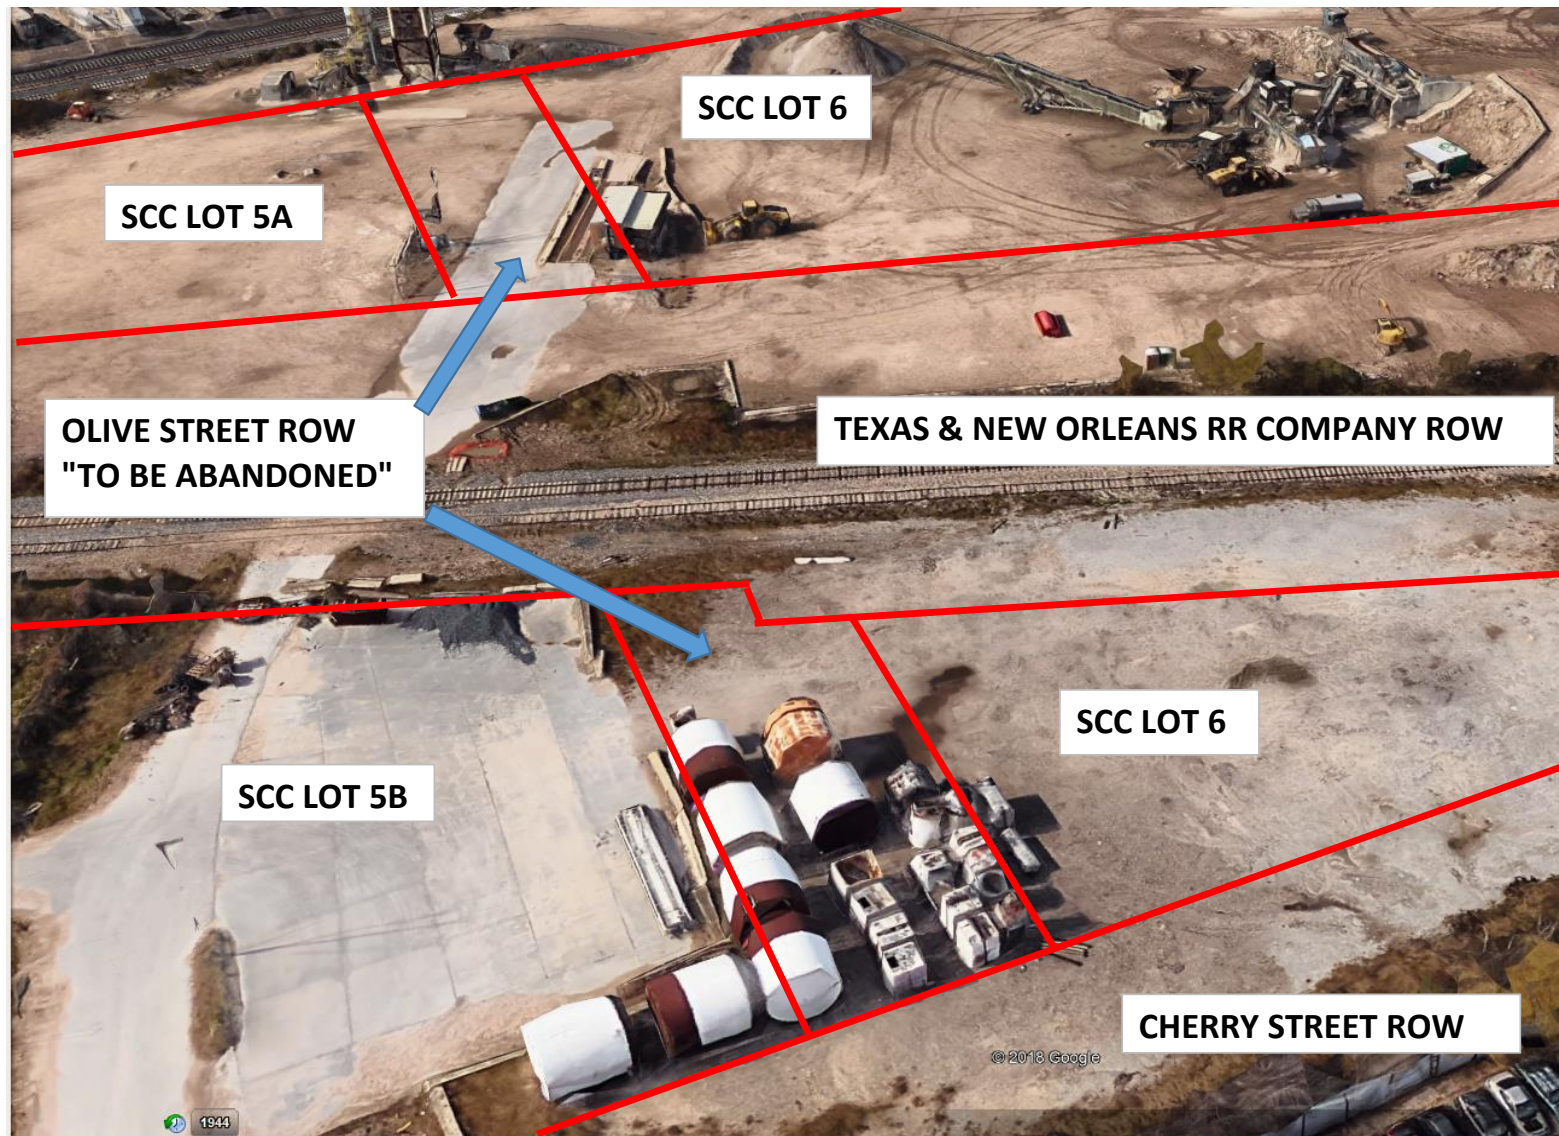 SCC LOT 6
SCC LOT 5A
OLIVE STREET ROW
"TO BE ABANDONED"
TEXAS & NEW ORLEANS RR COMPANY ROW
SCC LOT 6
SCC LOT 5B
CHERRY STREET ROW
© 2018 Google
1944